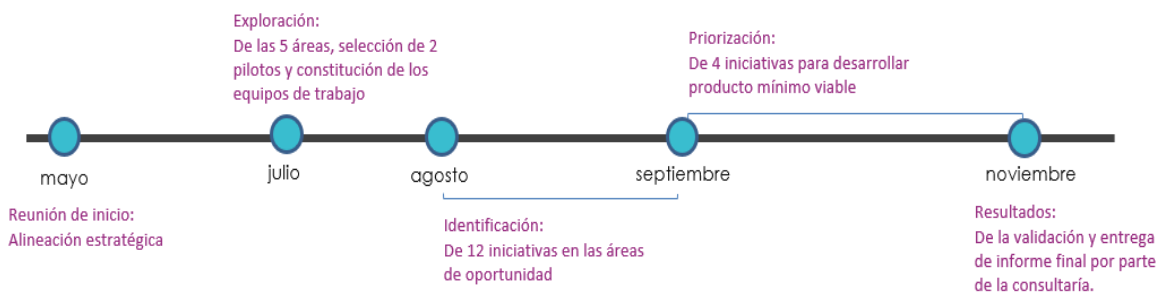 Exploración:
De las 5 áreas, selección de 2
pilotos y constitución de los
equipos de trabajo
Priorización:
De 4 iniciativas para desarrollar
producto mínimo viable
mayo
julio
agosto
septiembre
noviembre
Reunión de inicio:
Alineación estratégica
Identificación:
De 12 iniciativas en las áreas
de oportunidad
Resultados:
De la validación y entrega
de informe final por parte
de la consultaría.